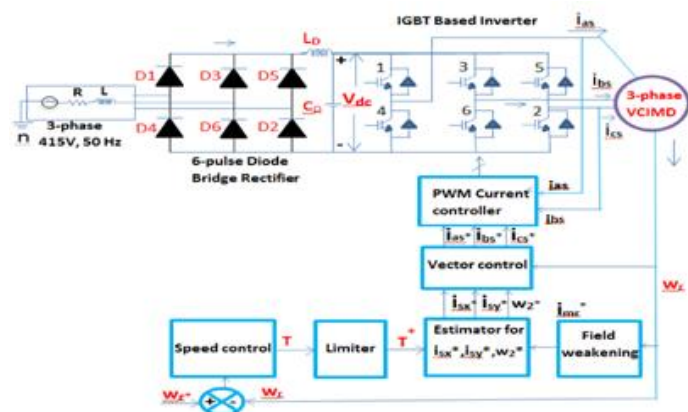 IGBT Based Inverter
ias
LD
D1
D3
D5
1
3
5
ibs
R
L
CD
Vdc
+
-
3-phase
VCIMD
n
3-phase
415V, 50 Hz
D4
D6
D2
4
6
2
ics
6-pulse Diode
Bridge Rectifier
PWM Current
controller
ias
ibs
ias* ibs* ics*
Vector control
isx* isy* w2*
imr*
wr
Speed control
T
Limiter
T*
Estimator for
isx*,isy*,w2*
Field
weakening
wr*
+
-
wr